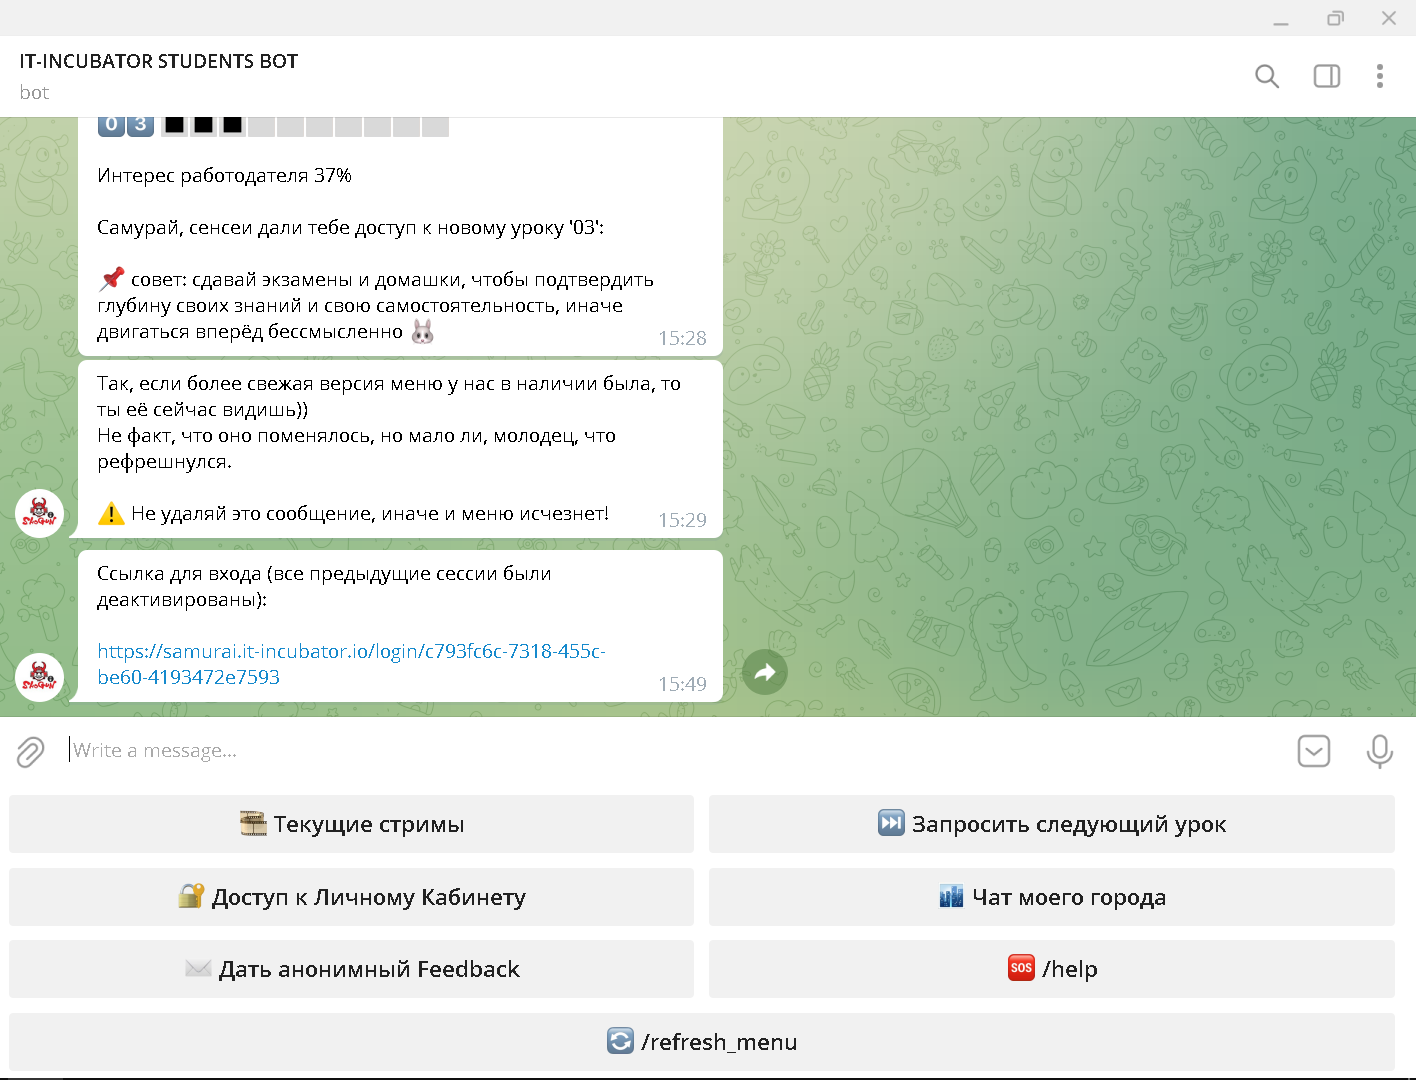 IT-INCUBATOR STUDENTS BOT
bot
03
Интерес работодателя 37%
Самурай, сенсеи дали тебе доступ к новому уроку '03':
совет: сдавай экзамены и домашки, чтобы подтвердить
глубину своих знаний и свою самостоятельность, иначе
двигаться вперёд бессмысленно
15:28
Так, если более свежая версия меню у нас в наличии была, то
ты её сейчас видишь))
Не факт, что оно поменялось, но мало ли, молодец, что
рефрешнулся.
Не удаляй это сообщение, иначе и меню исчезнет!
15:29
SHOGUN
Ссылка для входа (все предыдущие сессии были
деактивированы):
https://samurai.it-incubator.io/login/c793fc6c-7318-455c-
be60-4193472e7593
15:49
SHOGUN
Write a message...
Текущие стримы
Запросить следующий урок
Доступ к Личному Кабинету
Чат моего города
Дать анонимный Feedback
SOS /help
/refresh_menu